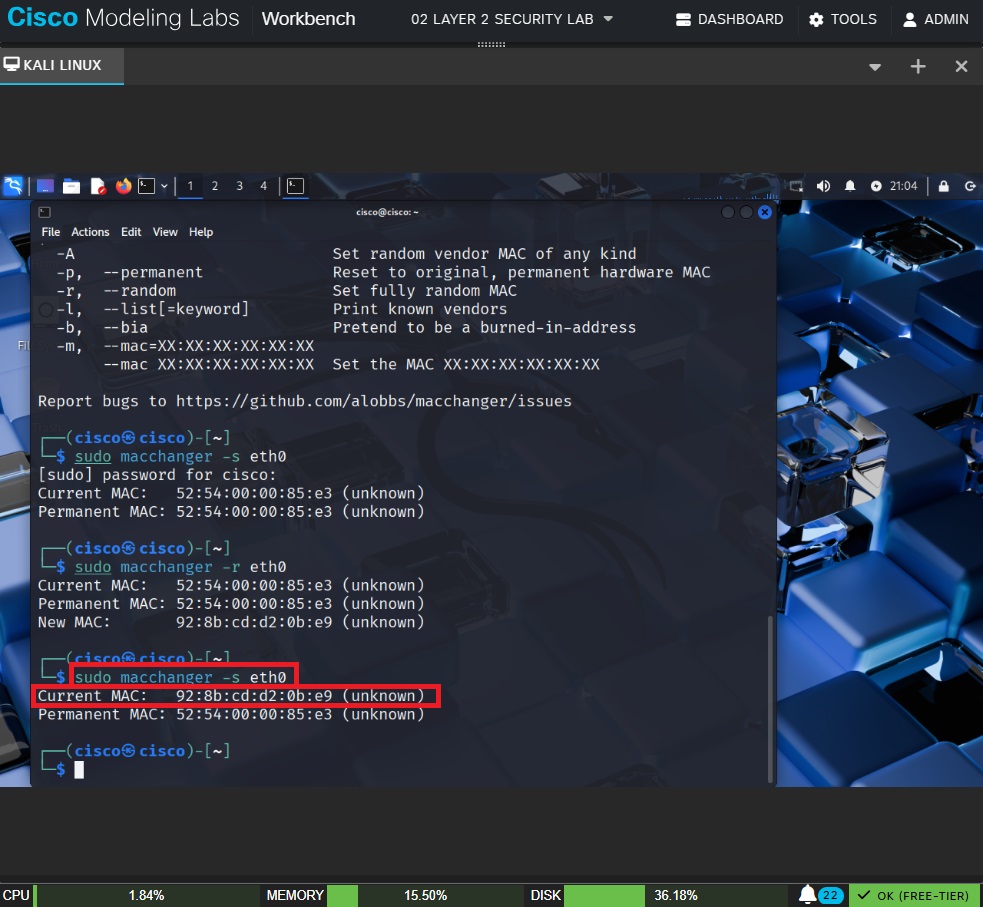 Cisco Modeling Labs Workbench 02 LAYER 2 SECURITY LAB DASHBOARD TOOLS ADMIN
KALI LINUX
1 2 3 4 21:04
cisco@cisco: ~
File Actions Edit View Help
-A Set random vendor MAC of any kind
-p, --permanent Reset to original, permanent hardware MAC
-r, --random Set fully random MAC
-l, --list[=keyword] Print known vendors
-b, --bia Pretend to be a burned-in-address
-m, --mac=XX:XX:XX:XX:XX:XX
--mac XX:XX:XX:XX:XX:XX Set the MAC XX:XX:XX:XX:XX:XX
Report bugs to https://github.com/alobbs/macchanger/issues
┌──(cisco㉿cisco)-[~]
└─$ sudo macchanger -s eth0
[sudo] password for cisco:
Current MAC: 52:54:00:00:85:e3 (unknown)
Permanent MAC: 52:54:00:00:85:e3 (unknown)
┌──(cisco㉿cisco)-[~]
└─$ sudo macchanger -r eth0
Current MAC: 52:54:00:00:85:e3 (unknown)
Permanent MAC: 52:54:00:00:85:e3 (unknown)
New MAC: 92:8b:cd:d2:0b:e9 (unknown)
┌──(cisco㉿cisco)-[~]
└─$ sudo macchanger -s eth0
Current MAC: 92:8b:cd:d2:0b:e9 (unknown)
Permanent MAC: 52:54:00:00:85:e3 (unknown)
┌──(cisco㉿cisco)-[~]
└─$
CPU 1.84% MEMORY 15.50% DISK 36.18% 22 OK (FREE-TIER)